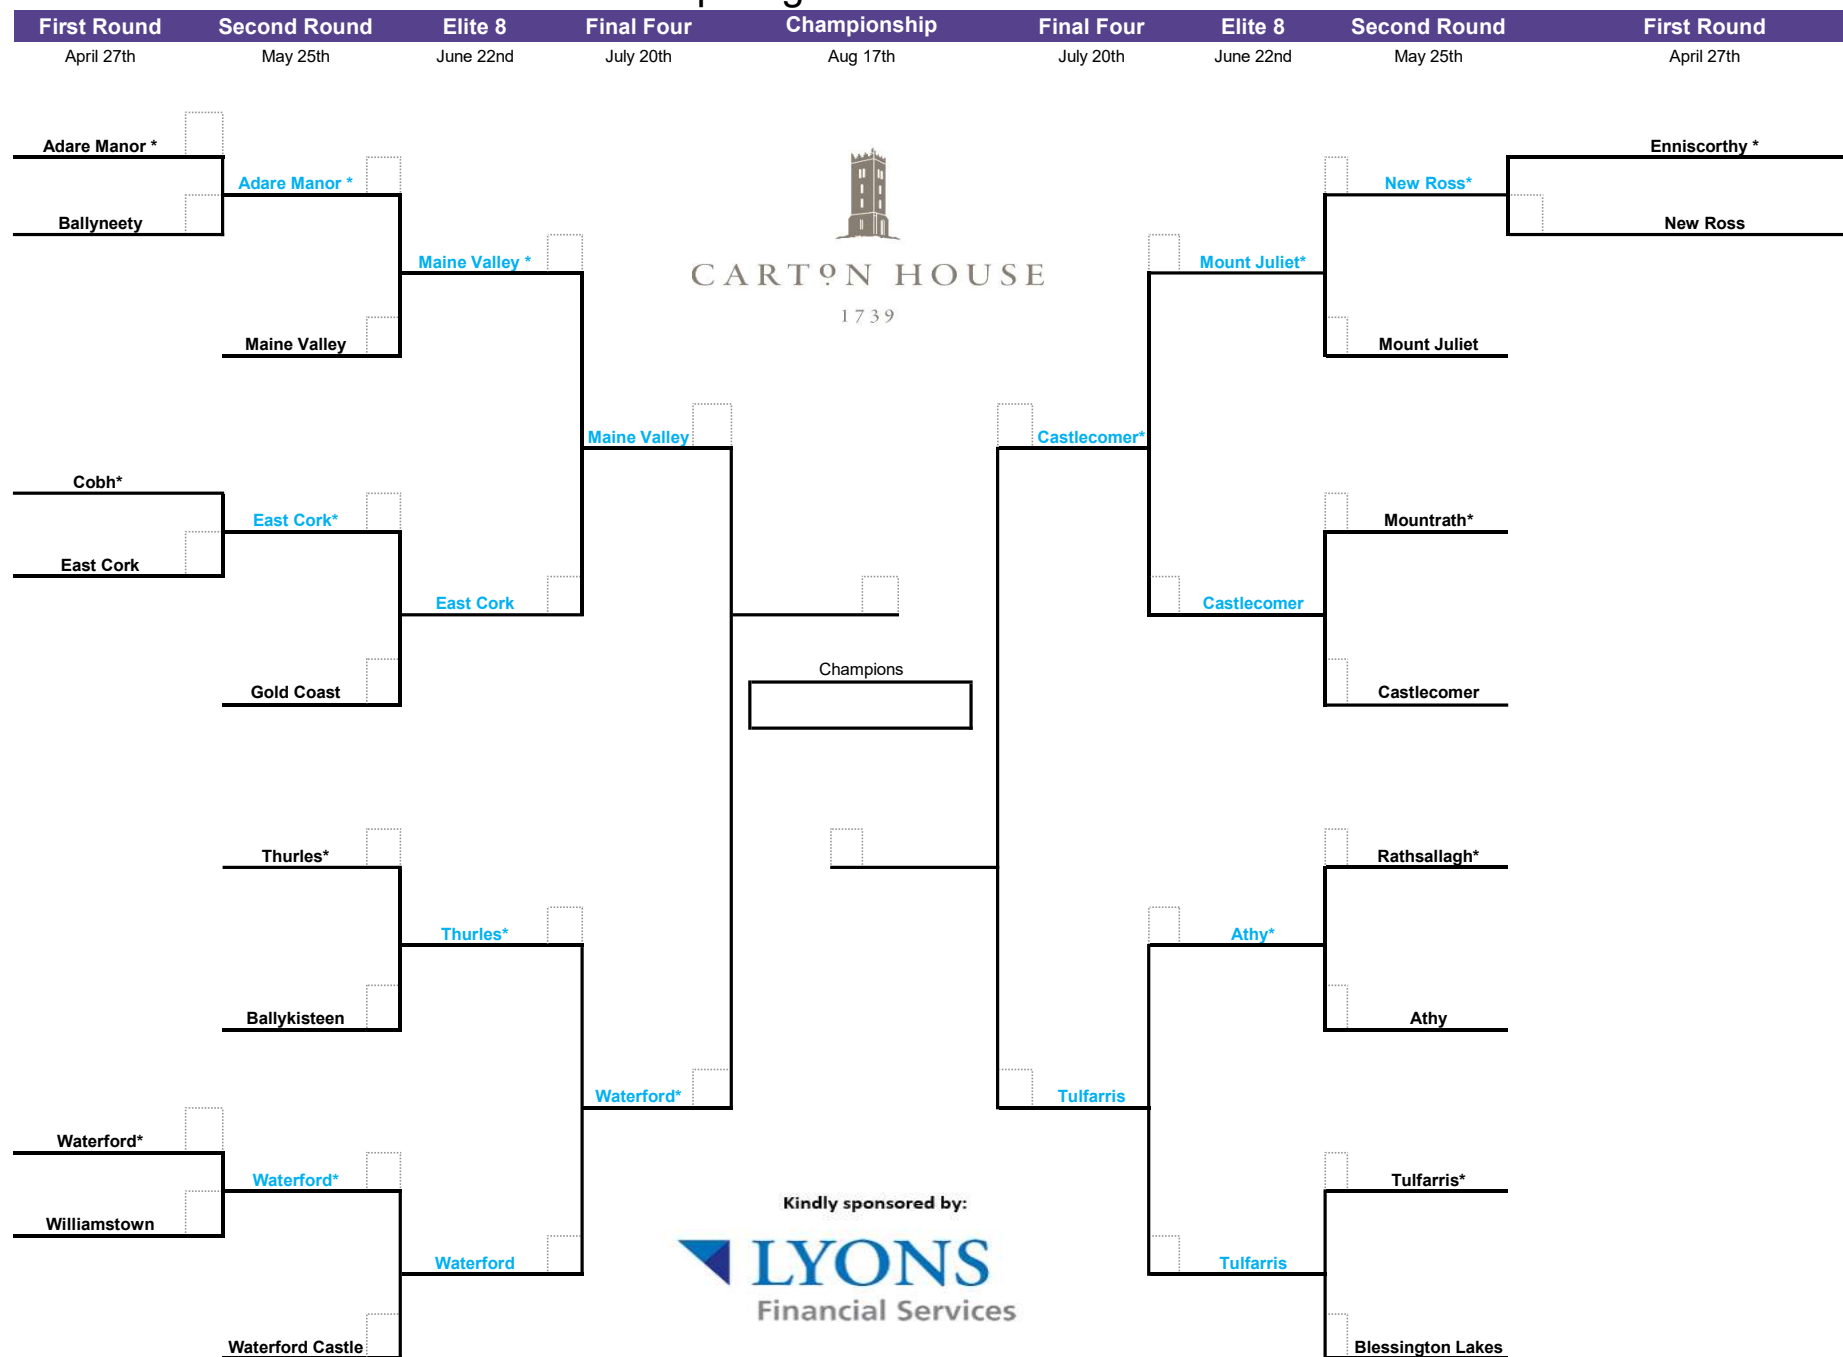 First Round Second Round Elite 8 Final Four Championship Final Four Elite 8 Second Round First Round
April 27th May 25th June 22nd July 20th Aug 17th July 20th June 22nd May 25th April 27th
Adare Manor * Enniscorthy *
Adare Manor * New Ross*
Ballyneety New Ross
Maine Valley * CARTON HOUSE Mount Juliet*
1739
Maine Valley Mount Juliet
Maine Valley Castlecomer*
Cobh*
East Cork* Mountrath*
East Cork
East Cork Castlecomer
Champions
Gold Coast Castlecomer
Thurles* Rathsallagh*
Thurles* Athy*
Ballykisteen Athy
Waterford* Tulfarris
Waterford*
Waterford* Tulfarris*
Kindly sponsored by:
Williamstown
LYONS
Waterford Tulfarris
Financial Services
Waterford Castle Blessington Lakes